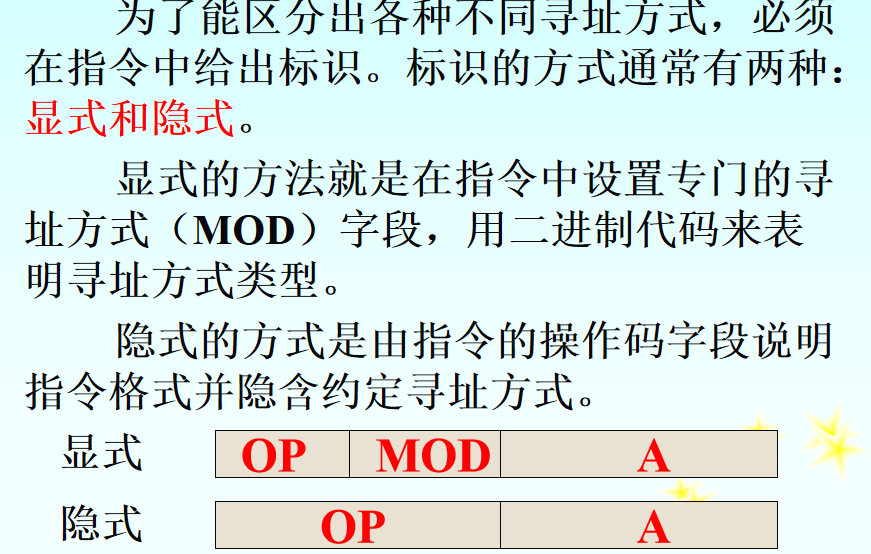 为了能区分出各种不同寻址方式，必须
在指令中给出标识。标识的方式通常有两种：
显式和隐式。
显式的方法就是在指令中设置专门的寻
址方式（MOD）字段，用二进制代码来表
明寻址方式类型。
隐式的方式是由指令的操作码字段说明
指令格式并隐含约定寻址方式。
显式 OP MOD A
隐式 OP A